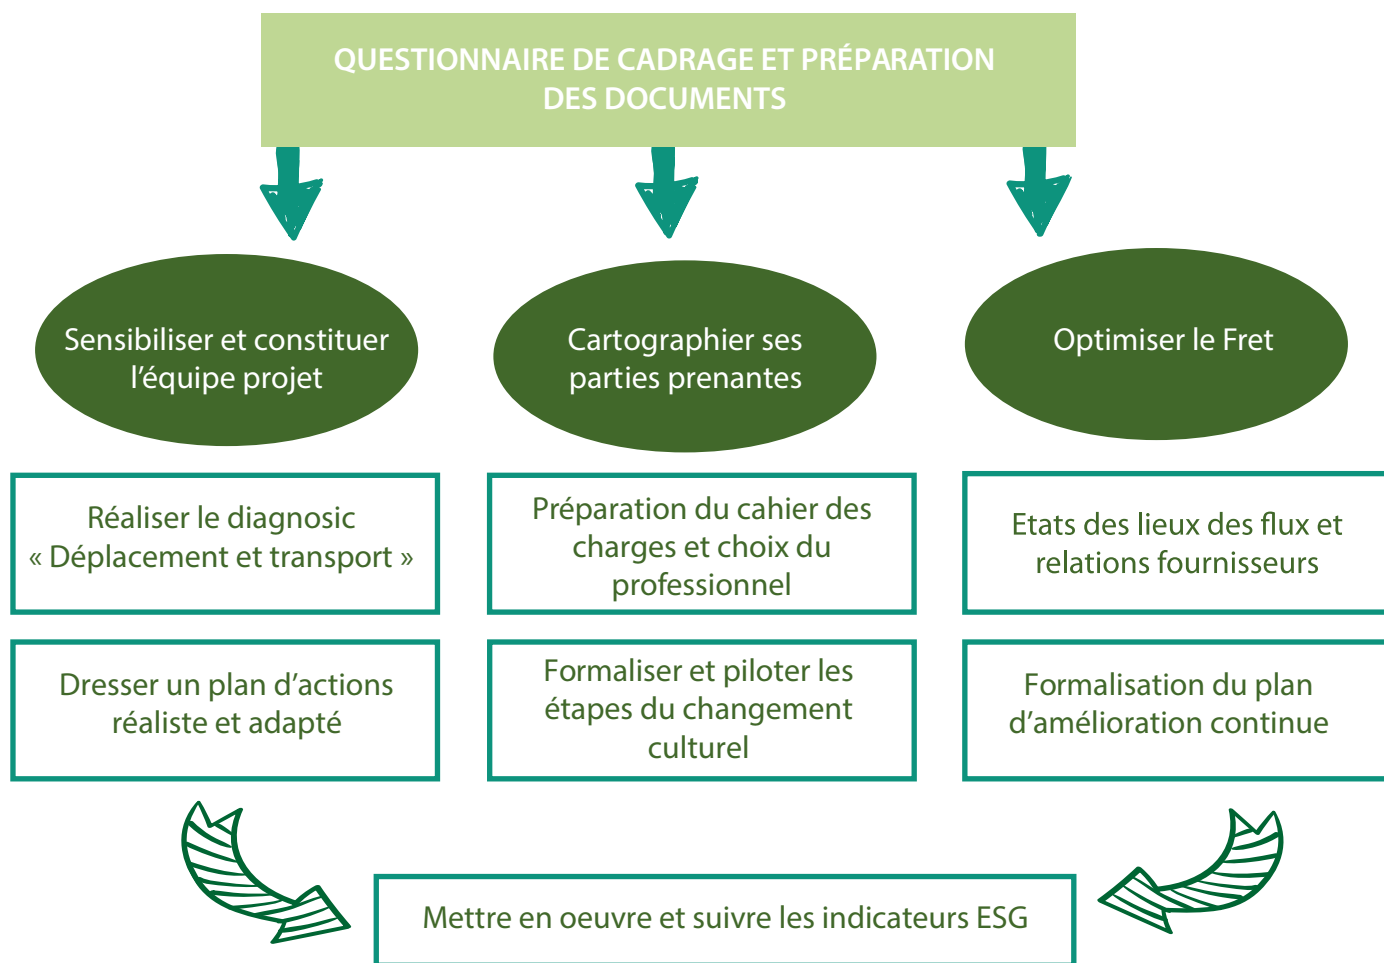 QUESTIONNAIRE DE CADRAGE ET PRÉPARATION
DES DOCUMENTS
Sensibiliser et constituer
l’équipe projet
Cartographier ses
parties prenantes
Optimiser le Fret
Réaliser le diagnosic
« Déplacement et transport »
Préparation du cahier des
charges et choix du
professionnel
Etats des lieux des flux et
relations fournisseurs
Dresser un plan d’actions
réaliste et adapté
Formaliser et piloter les
étapes du changement
culturel
Formalisation du plan
d’amélioration continue
Mettre en oeuvre et suivre les indicateurs ESG